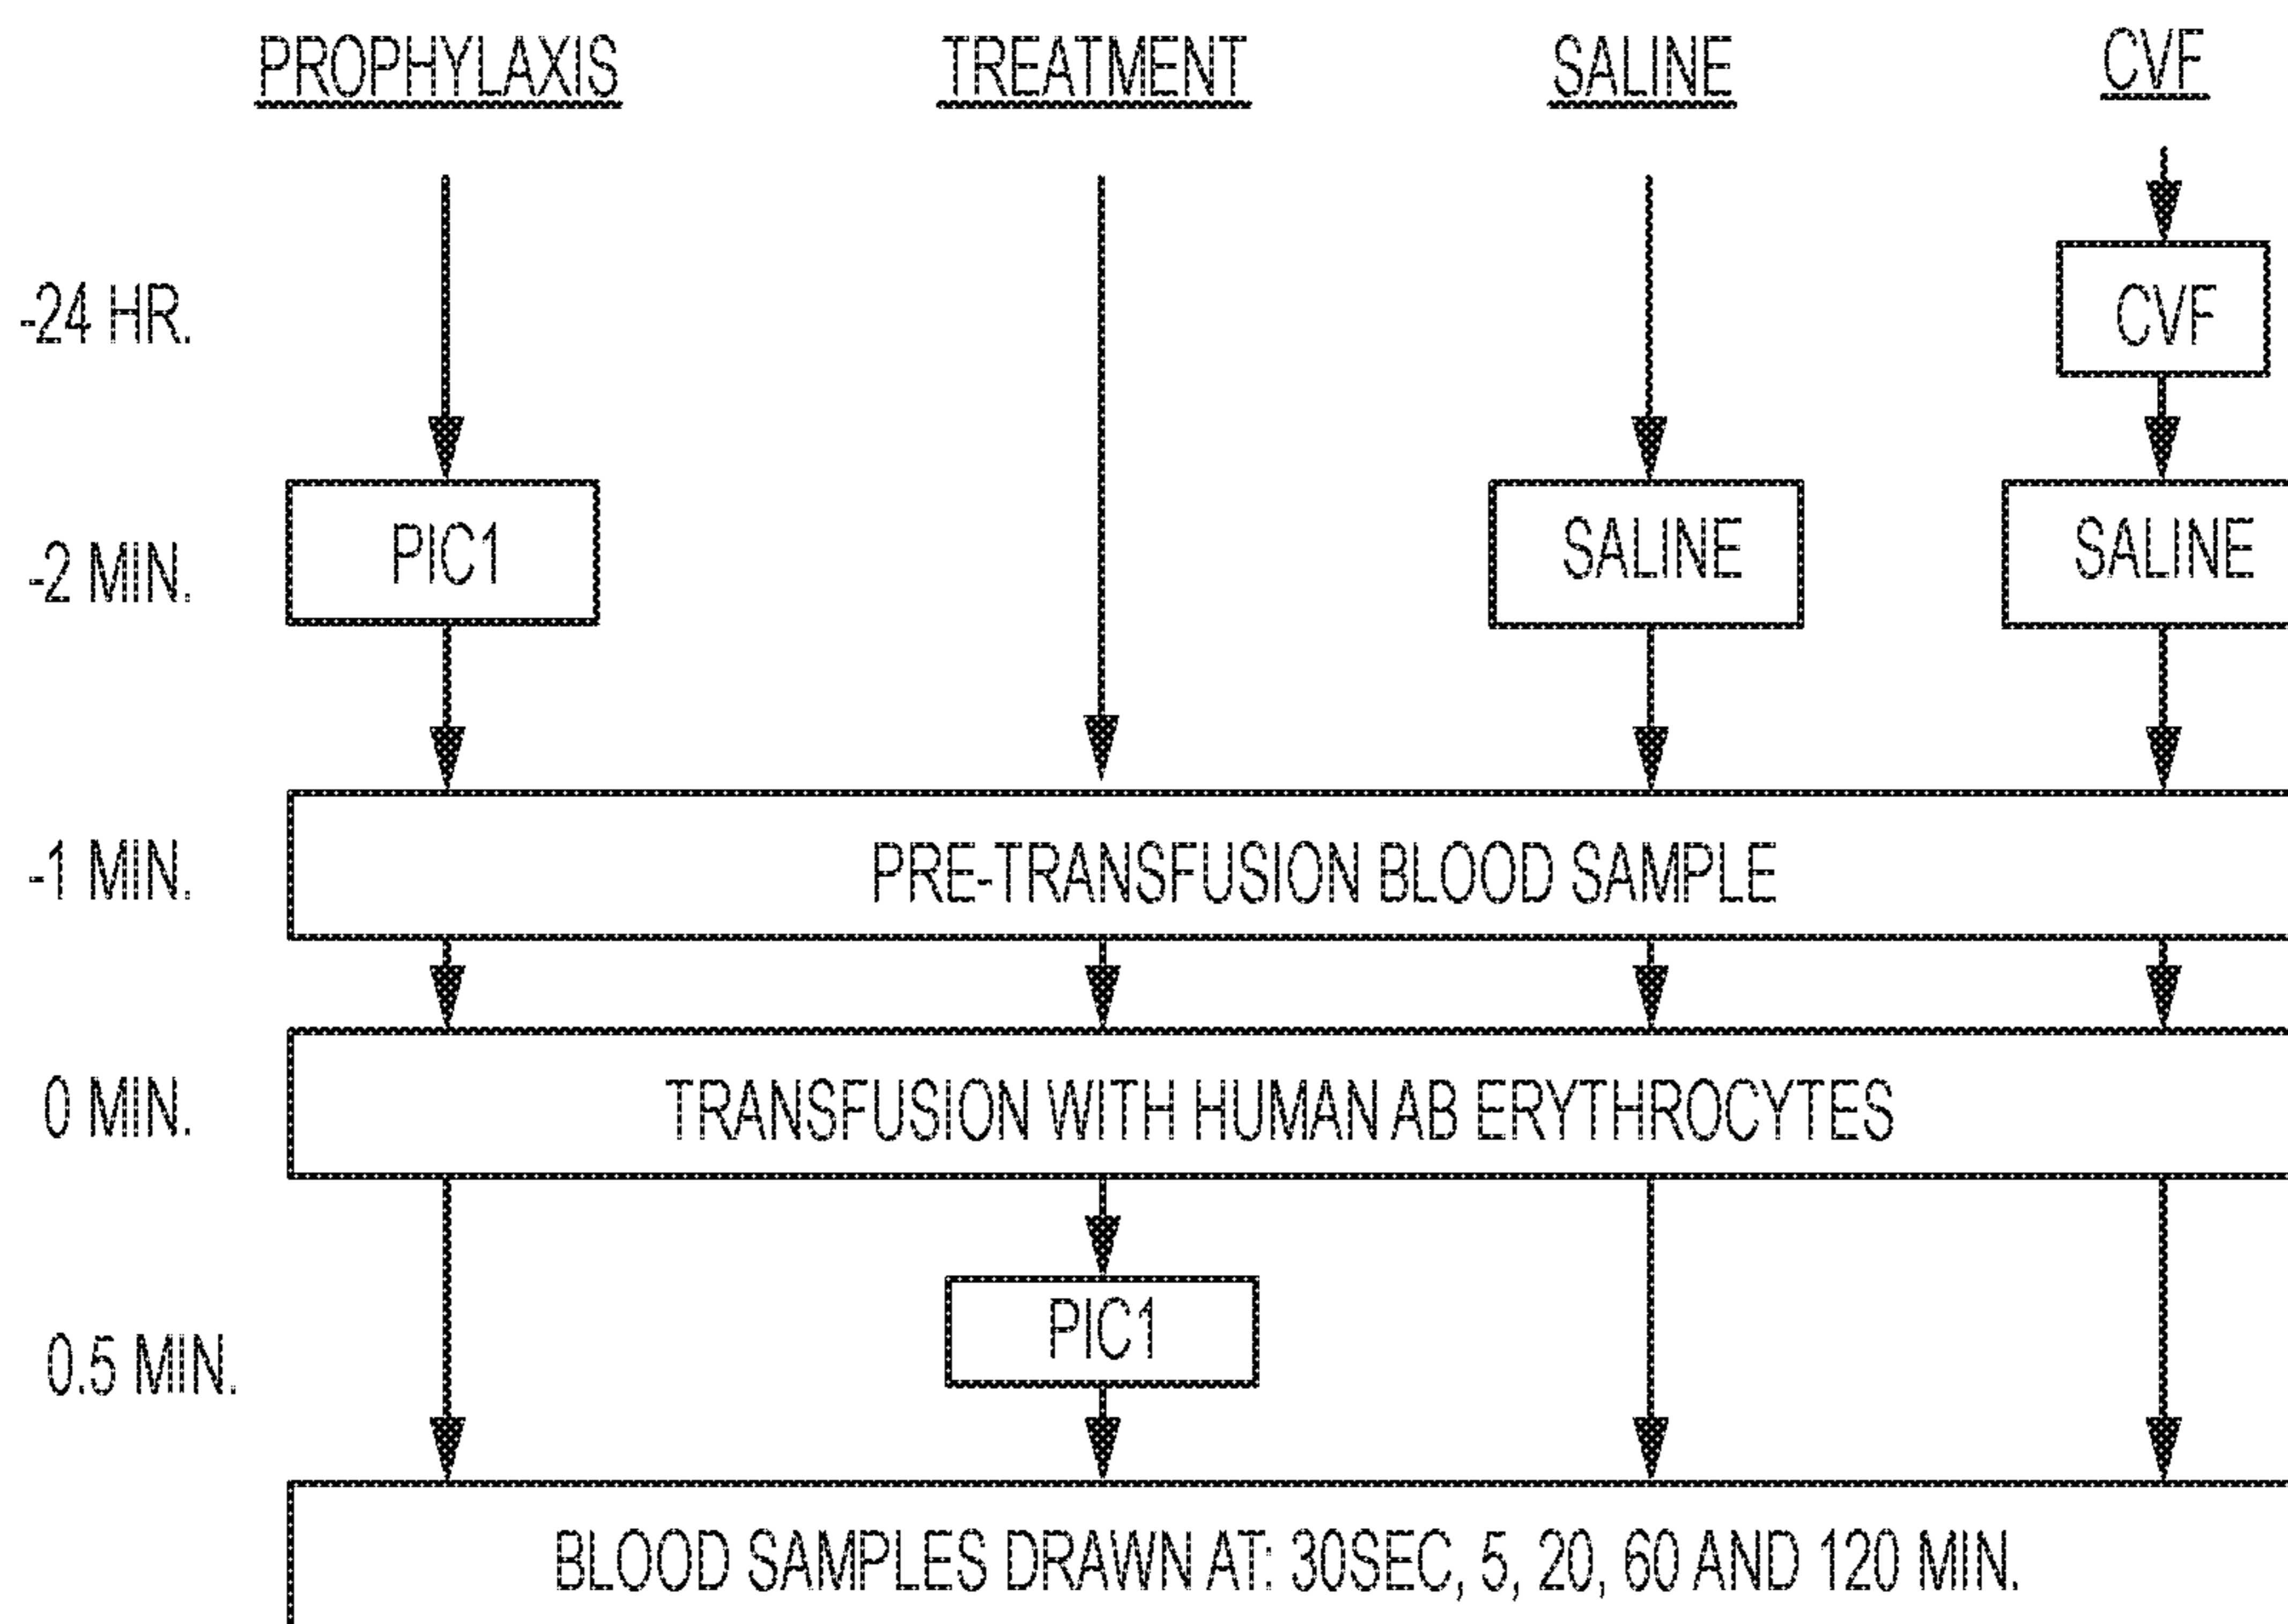 PROPHYLAXIS TREATMENT SALINE CVF
-24 HR. CVF
-2 MIN. PIC1 SALINE SALINE
-1 MIN. PRE-TRANSFUSION BLOOD SAMPLE
0 MIN. TRANSFUSION WITH HUMAN AB ERYTHROCYTES
0.5 MIN. PIC1
BLOOD SAMPLES DRAWN AT: 30SEC, 5, 20, 60 AND 120 MIN.